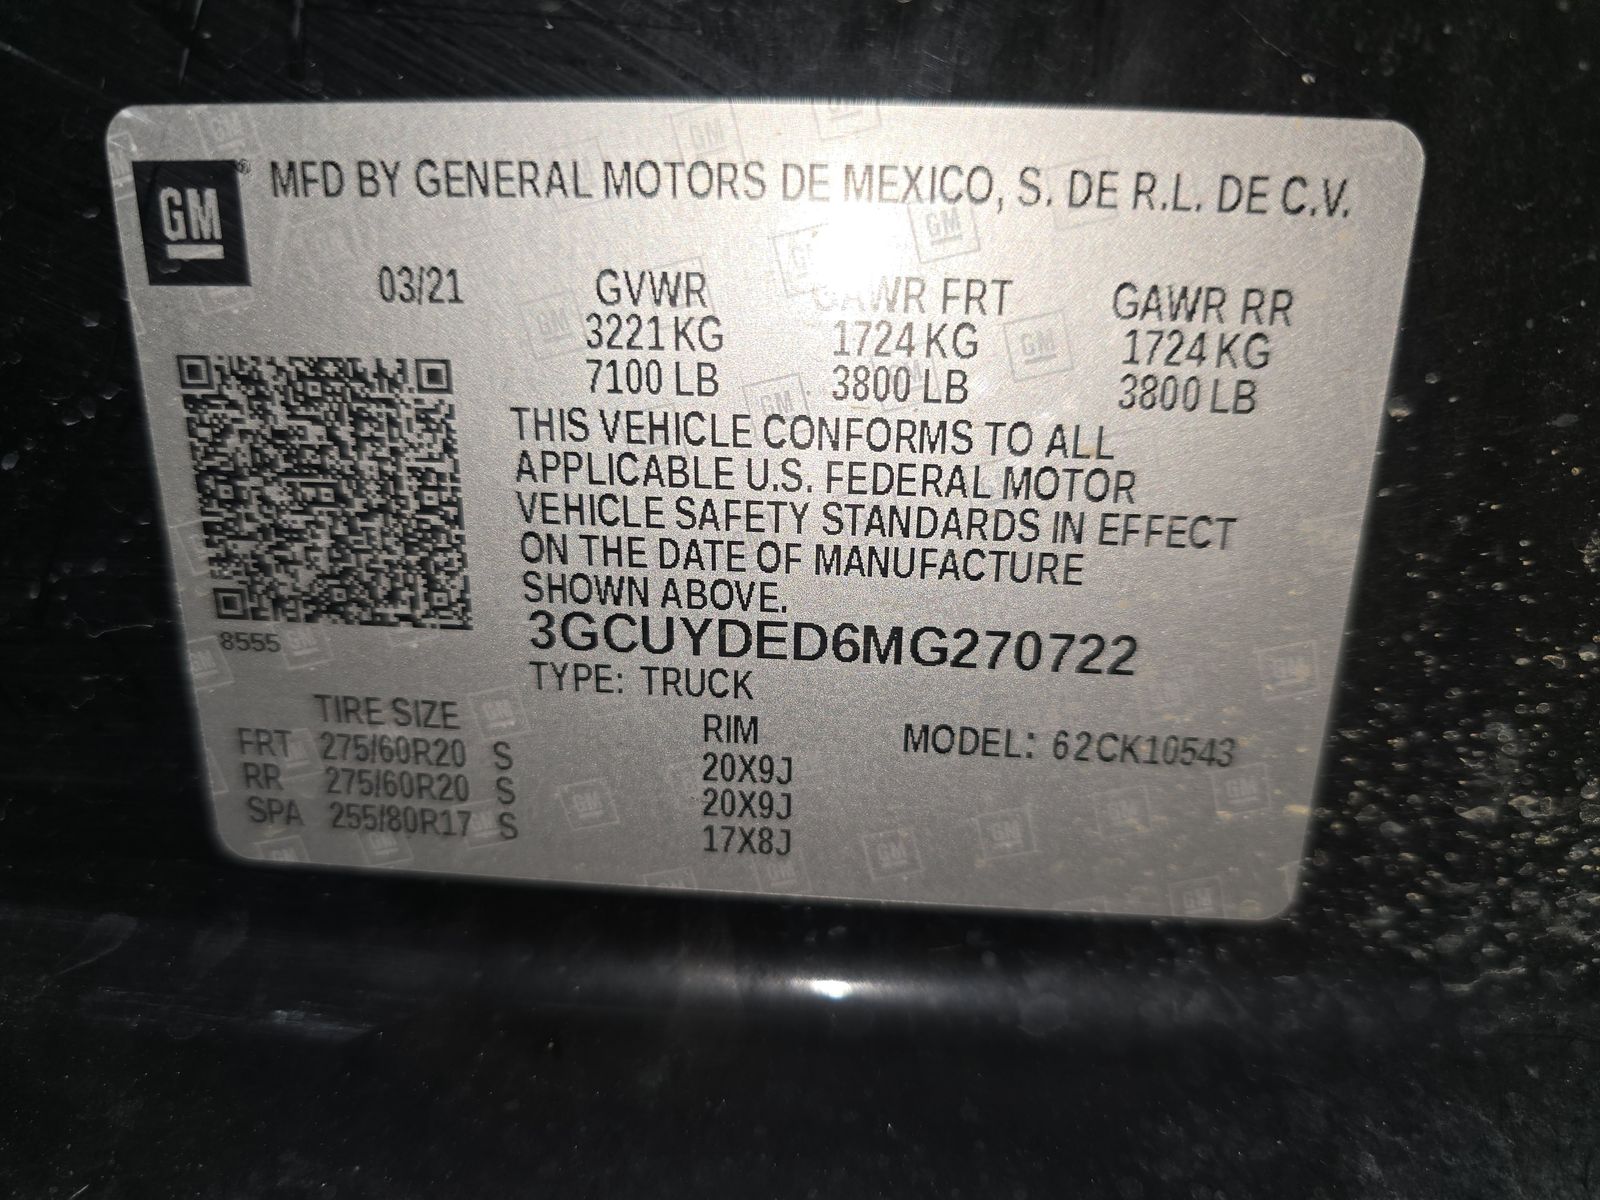 GM MFD BY GENERAL MOTORS DE MEXICO, S. DE R.L. DE C.V.
03/21 GVWR GAWR FRT GAWR RR
3221 KG 1724 KG 1724 KG
7100 LB 3800 LB 3800 LB
THIS VEHICLE CONFORMS TO ALL
APPLICABLE U.S. FEDERAL MOTOR
VEHICLE SAFETY STANDARDS IN EFFECT
ON THE DATE OF MANUFACTURE
SHOWN ABOVE.
8555
3GCUYDED6MG270722
TYPE: TRUCK
TIRE SIZE RIM MODEL: 62CK10543
FRT 275/60R20 S 20X9J
RR 275/60R20 S 20X9J
SPA 255/80R17 S 17X8J